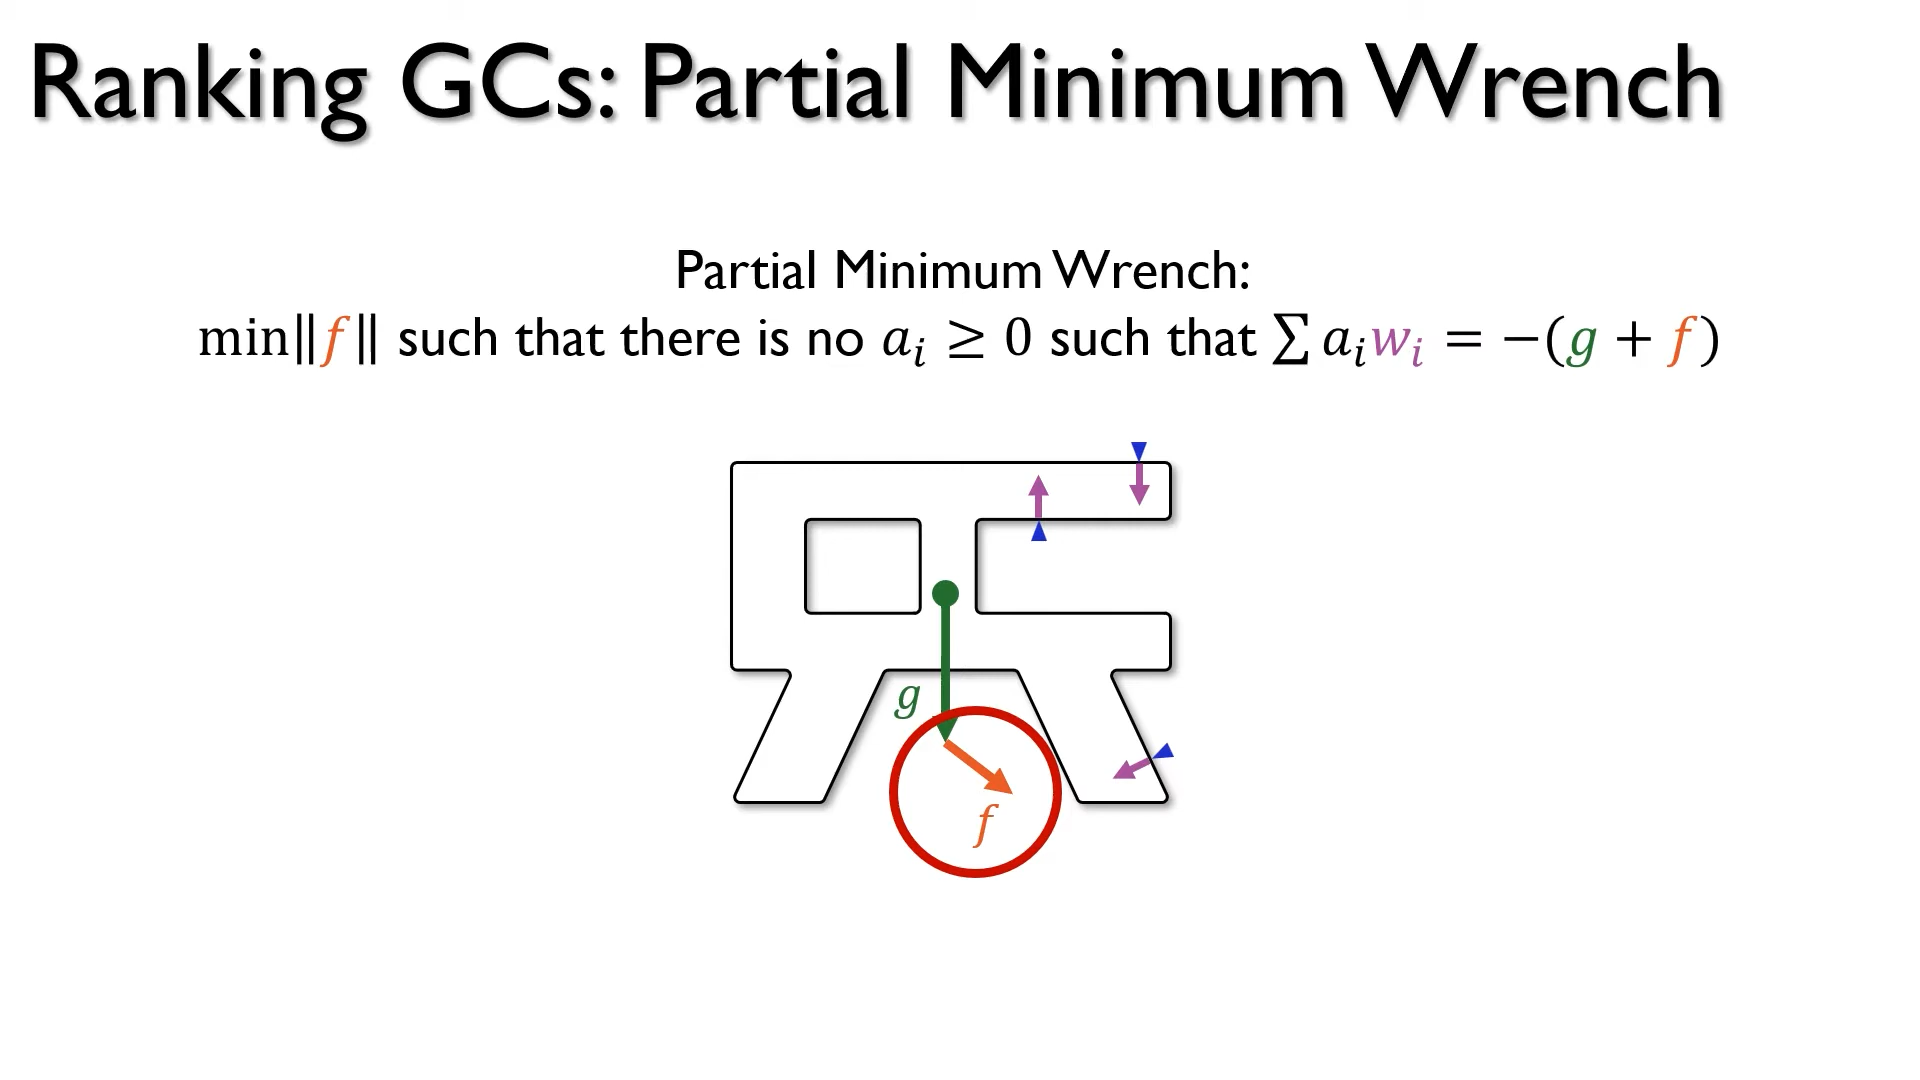 Ranking GCs: Partial Minimum Wrench
Partial Minimum Wrench:
min‖f‖ such that there is no aᵢ ≥ 0 such that ∑ aᵢwᵢ = −(g + f)
g
f